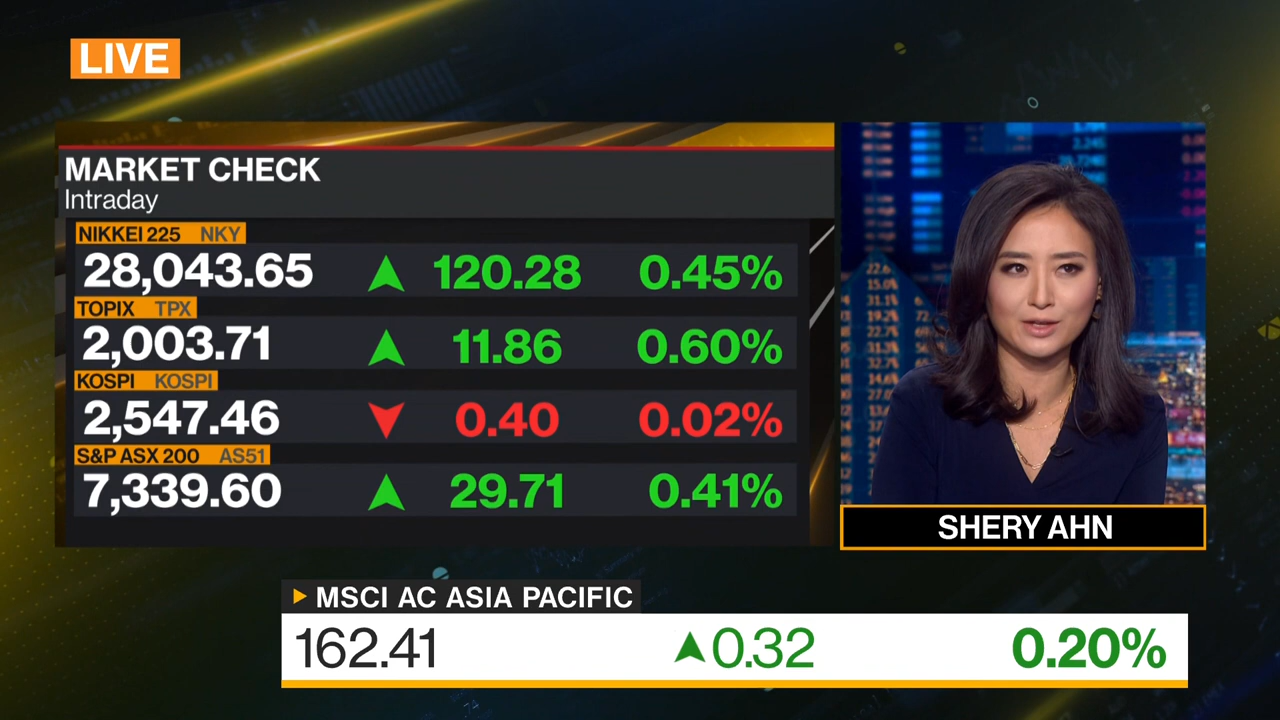 LIVE
MARKET CHECK
Intraday
NIKKEI 225 NKY
28,043.65 ▲ 120.28 0.45%
TOPIX TPX
2,003.71 ▲ 11.86 0.60%
KOSPI KOSPI
2,547.46 ▼ 0.40 0.02%
S&P ASX 200 AS51
7,339.60 ▲ 29.71 0.41%
SHERY AHN
MSCI AC ASIA PACIFIC
162.41 ▲ 0.32 0.20%